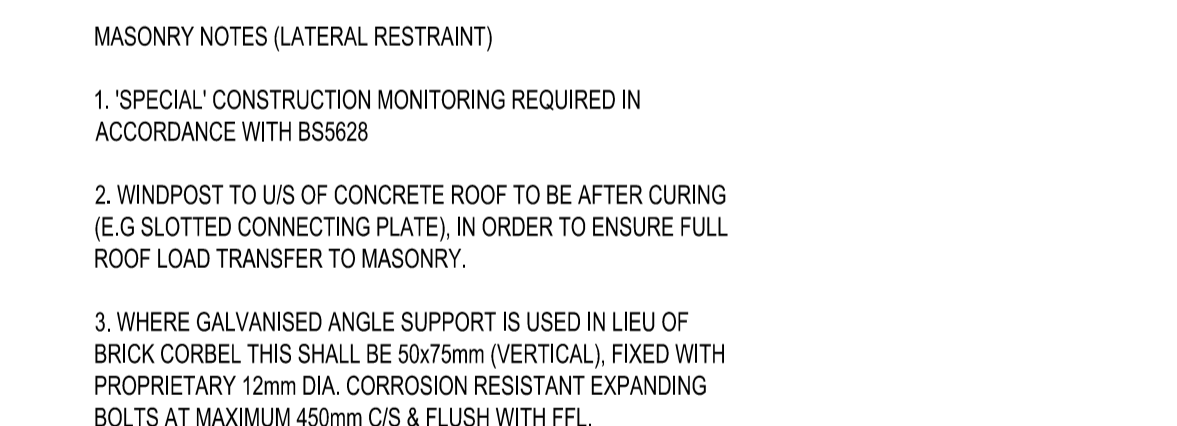 MASONRY NOTES (LATERAL RESTRAINT)
1. 'SPECIAL' CONSTRUCTION MONITORING REQUIRED IN
ACCORDANCE WITH BS5628
2. WINDPOST TO U/S OF CONCRETE ROOF TO BE AFTER CURING
(E.G SLOTTED CONNECTING PLATE), IN ORDER TO ENSURE FULL
ROOF LOAD TRANSFER TO MASONRY.
3. WHERE GALVANISED ANGLE SUPPORT IS USED IN LIEU OF
BRICK CORBEL THIS SHALL BE 50x75mm (VERTICAL), FIXED WITH
PROPRIETARY 12mm DIA. CORROSION RESISTANT EXPANDING
BOLTS AT MAXIMUM 450mm C/S & FLUSH WITH FFL.